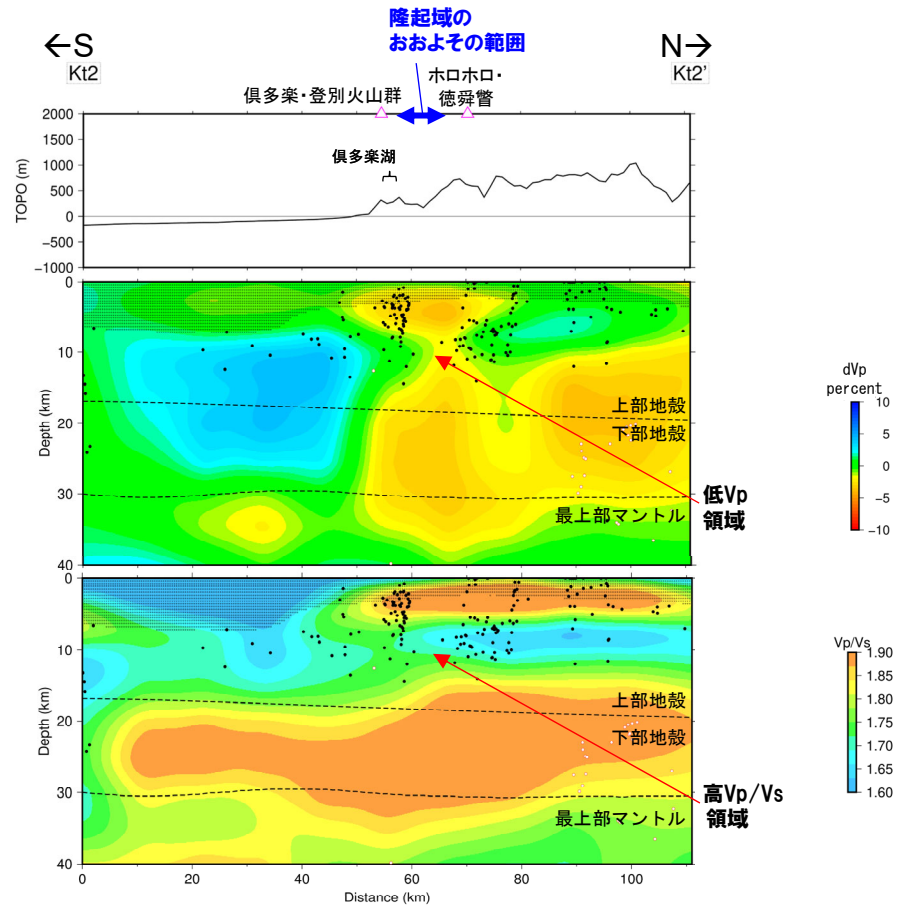 隆起域の
おおよその範囲
←S
N→
Kt2
Kt2'
倶多楽・登別火山群
ホロホロ・
徳舜瞥
倶多楽湖
TOPO (m)
2000
1500
1000
500
0
−500
−1000
Depth (km)
0
10
20
30
40
上部地殻
下部地殻
最上部マントル
低Vp
領域
dVp
percent
10
5
0
−5
−10
Depth (km)
0
10
20
30
40
上部地殻
下部地殻
最上部マントル
高Vp/Vs
領域
Vp/Vs
1.90
1.85
1.80
1.75
1.70
1.65
1.60
0 20 40 60 80 100
Distance (km)